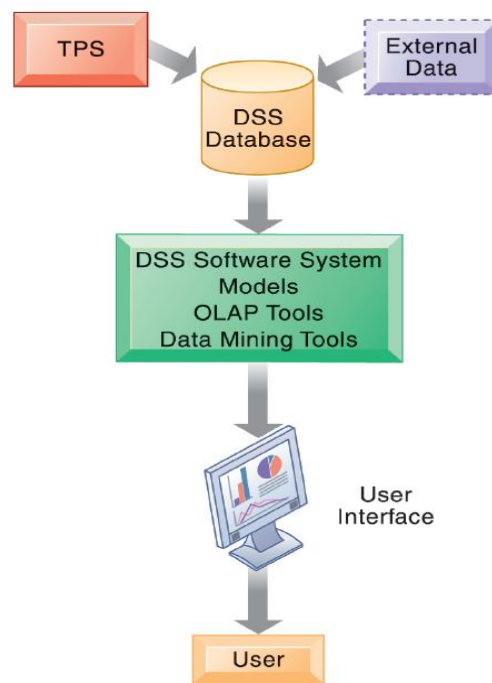 TPS
External
Data
DSS
Database
DSS Software System
Models
OLAP Tools
Data Mining Tools
User
Interface
User